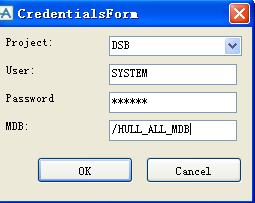 CredentialsForm
Project: DSB
User: SYSTEM
Password ******
MDB: /HULL_ALL_MDB
OK Cancel